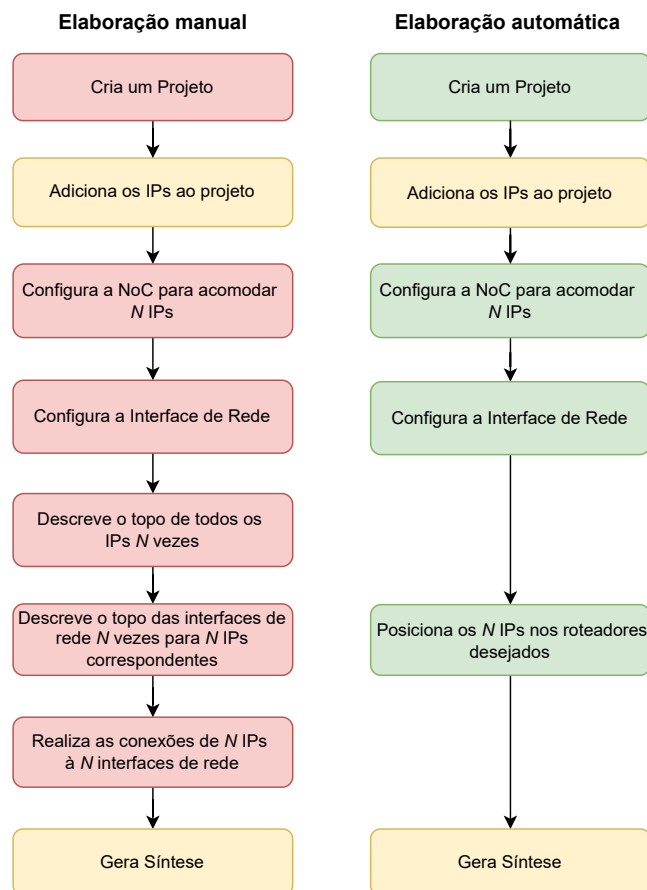 Elaboração manual
Cria um Projeto
Adiciona os IPs ao projeto
Configura a NoC para acomodar
N IPs
Configura a Interface de Rede
Descreve o topo de todos os
IPs N vezes
Descreve o topo das interfaces de
rede N vezes para N IPs
correspondentes
Realiza as conexões de N IPs
à N interfaces de rede
Gera Síntese
Elaboração automática
Cria um Projeto
Adiciona os IPs ao projeto
Configura a NoC para acomodar
N IPs
Configura a Interface de Rede
Posiciona os N IPs nos roteadores
desejados
Gera Síntese